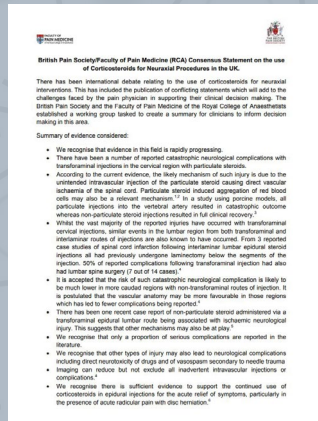 FACULTY OF
PAIN MEDICINE
THE BRITISH
PAIN SOCIETY
British Pain Society/Faculty of Pain Medicine (RCA) Consensus Statement on the use
of Corticosteroids for Neuraxial Procedures in the UK.
There has been international debate relating to the use of corticosteroids for neuraxial
interventions. This has included the publication of conflicting statements which will add to the
challenges faced by the pain physician in supporting their clinical decision making. The
British Pain Society and the Faculty of Pain Medicine of the Royal College of Anaesthetists
established a working group tasked to create a summary for clinicians to inform decision
making in this area.
Summary of evidence considered:
• We recognise that evidence in this field is rapidly progressing.
• There have been a number of reported catastrophic neurological complications with
transforaminal injections in the cervical region with particulate steroids.
• According to the current evidence, the likely mechanism of such injury is due to the
unintended intravascular injection of the particulate steroid causing direct vascular
ischaemia of the spinal cord. Particulate steroid induced aggregation of red blood
cells may also be a relevant mechanism.1,2 In a study using porcine models, all
particulate injections into the vertebral artery resulted in catastrophic outcome
whereas non-particulate steroid injections resulted in full clinical recovery.3
• Whilst the vast majority of the reported injuries have occurred with transforaminal
cervical injections, similar events in the lumbar region from both transforaminal and
interlaminar routes of injections are also known to have occurred. From 3 reported
case studies of spinal cord infarction following interlaminar lumbar epidural steroid
injections all had previously undergone laminectomy below the segments of the
injection. 50% of reported complications following transforaminal injection had also
had lumbar spine surgery (7 out of 14 cases).4
• It is accepted that the risk of such catastrophic neurological complication is likely to
be much lower in more caudad regions with non-transforaminal routes of injection. It
is postulated that the vascular anatomy may be more favourable in those regions
which has led to fewer complications being reported.4
• There has been one recent case report of non-particulate steroid administered via a
transforaminal epidural lumbar route being associated with ischaemic neurological
injury. This suggests that other mechanisms may also be at play.5
• We recognise that only a proportion of serious complications are reported in the
literature.
• We recognise that other types of injury may also lead to neurological complications
including direct neurotoxicity of drugs and of vasospasm secondary to needle trauma
• Imaging can reduce but not exclude all inadvertent intravascular injections or
complications.6
• We recognise there is sufficient evidence to support the continued use of
corticosteroids in epidural injections for the acute relief of symptoms, particularly in
the presence of acute radicular pain with disc herniation.6